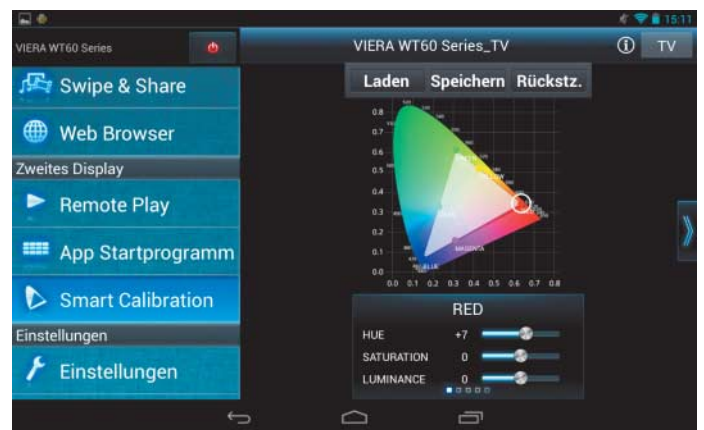 15:11
VIERA WT60 Series
VIERA WT60 Series_TV
TV
Swipe & Share
Web Browser
Zweites Display
Remote Play
App Startprogramm
Smart Calibration
Einstellungen
Einstellungen
Laden Speichern Rückstz.
0.8
0.7
0.6
0.5
0.4
0.3
0.2
0.1
0.0
MAGENTA
BLUE
0.0 0.1 0.2 0.3 0.4 0.5 0.6 0.7 0.8
RED
HUE +7
SATURATION 0
LUMINANCE 0